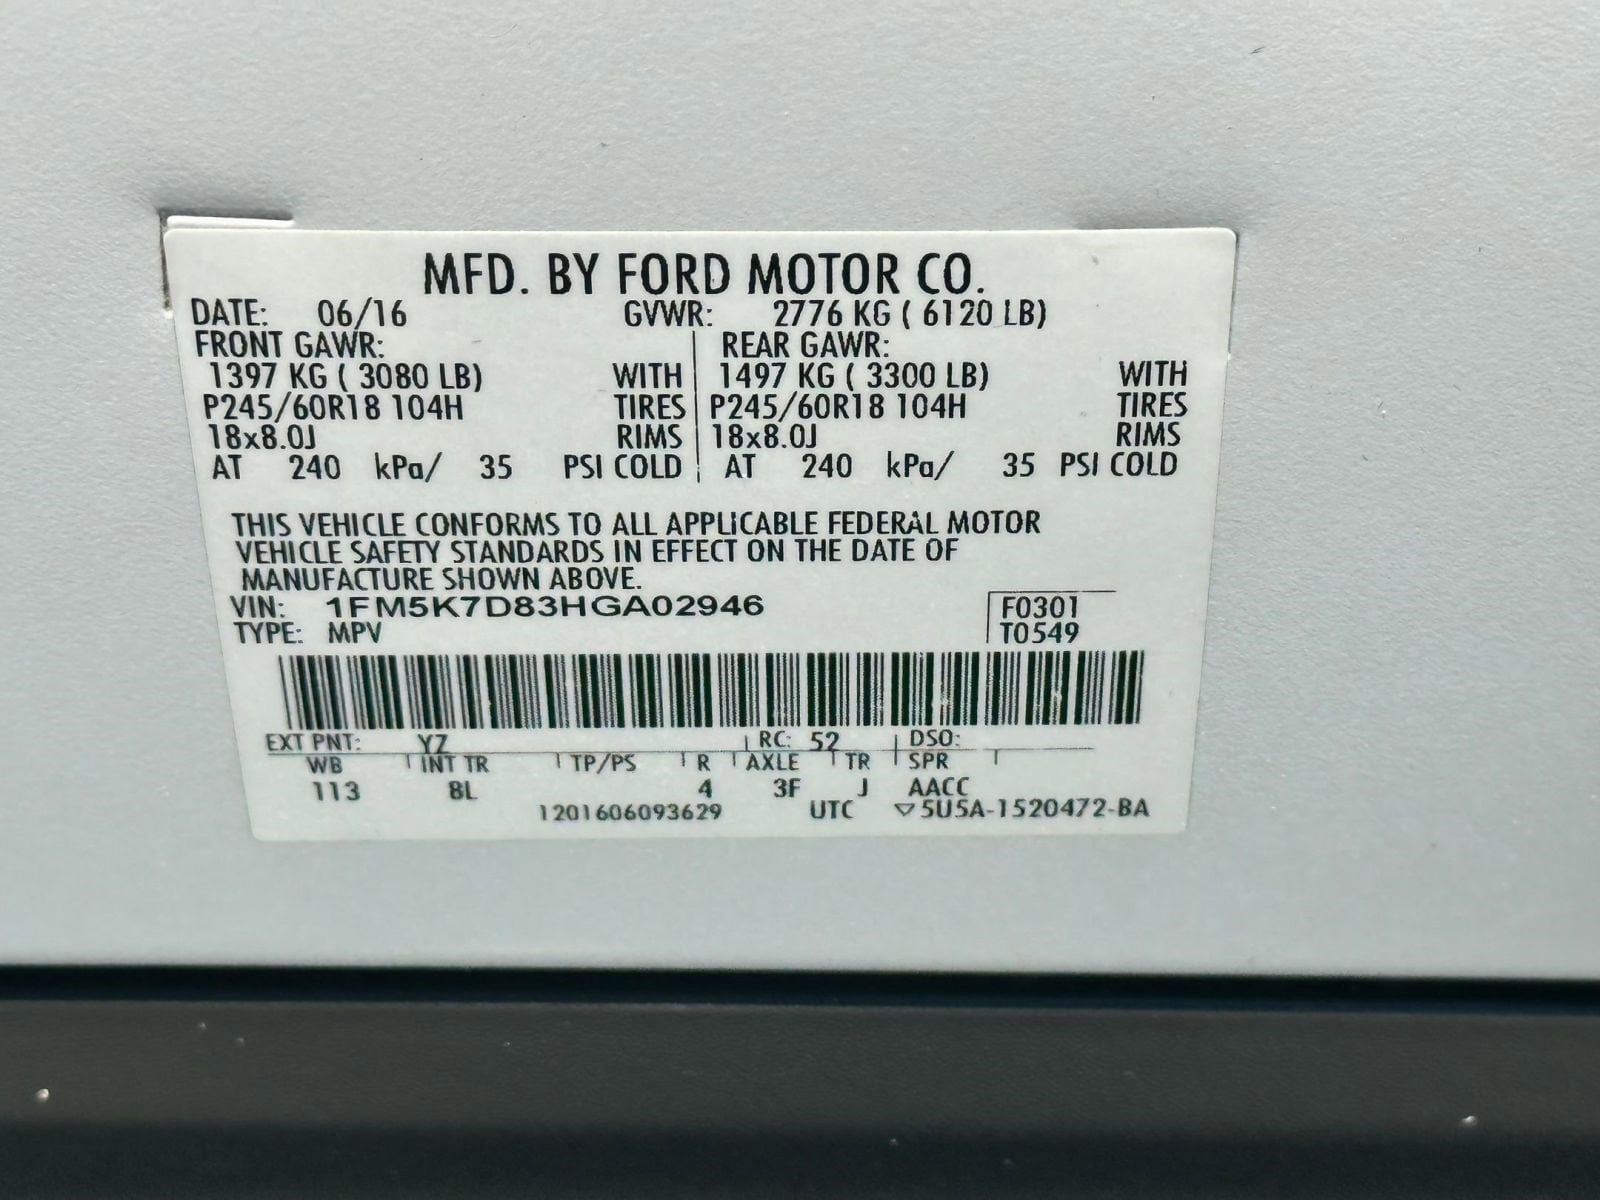 MFD. BY FORD MOTOR CO.
DATE: 06/16 GVWR: 2776 KG ( 6120 LB)
FRONT GAWR: REAR GAWR:
1397 KG ( 3080 LB) WITH 1497 KG ( 3300 LB) WITH
P245/60R18 104H TIRES P245/60R18 104H TIRES
18x8.0J RIMS 18x8.0J RIMS
AT 240 kPa/ 35 PSI COLD AT 240 kPa/ 35 PSI COLD
THIS VEHICLE CONFORMS TO ALL APPLICABLE FEDERAL MOTOR
VEHICLE SAFETY STANDARDS IN EFFECT ON THE DATE OF
MANUFACTURE SHOWN ABOVE.
VIN: 1FM5K7D83HGA02946 F0301
TYPE: MPV T0549
EXT PNT: YZ RC: 52 DSO:
WB INT TR TP/PS R AXLE TR SPR
113 8L 4 3F J AACC
1201606093629 UTC ▽5U5A-1520472-BA